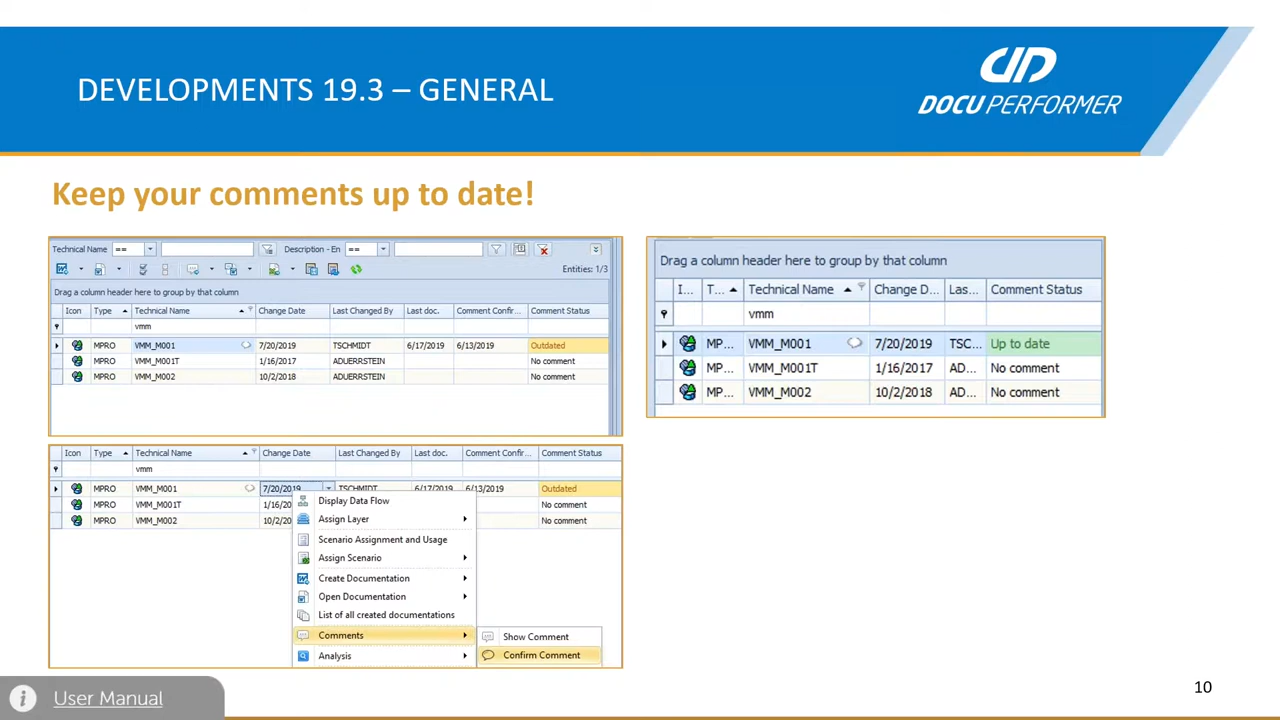 DEVELOPMENTS 19.3 – GENERAL
DOCU PERFORMER
Keep your comments up to date!
Technical Name == Description - En ==
Entities: 1/3
Drag a column header here to group by that column
Icon Type Technical Name Change Date Last Changed By Last doc. Comment Confir... Comment Status
vmm
MPRO VMM_M001 7/20/2019 TSCHMIDT 6/17/2019 6/13/2019 Outdated
MPRO VMM_M001T 1/16/2017 ADUERRSTEIN No comment
MPRO VMM_M002 10/2/2018 ADUERRSTEIN No comment
Drag a column header here to group by that column
I... T... Technical Name Change D... Las... Comment Status
vmm
MP... VMM_M001 7/20/2019 TSC... Up to date
MP... VMM_M001T 1/16/2017 AD... No comment
MP... VMM_M002 10/2/2018 AD... No comment
Icon Type Technical Name Change Date Last Changed By Last doc. Comment Confir... Comment Status
vmm
MPRO VMM_M001 7/20/2019 TSCHMIDT 6/17/2019 6/13/2019 Outdated
MPRO VMM_M001T 1/16/20 No comment
MPRO VMM_M002 10/2/20 No comment
Display Data Flow
Assign Layer
Scenario Assignment and Usage
Assign Scenario
Create Documentation
Open Documentation
List of all created documentations
Comments
Analysis
Show Comment
Confirm Comment
User Manual
10